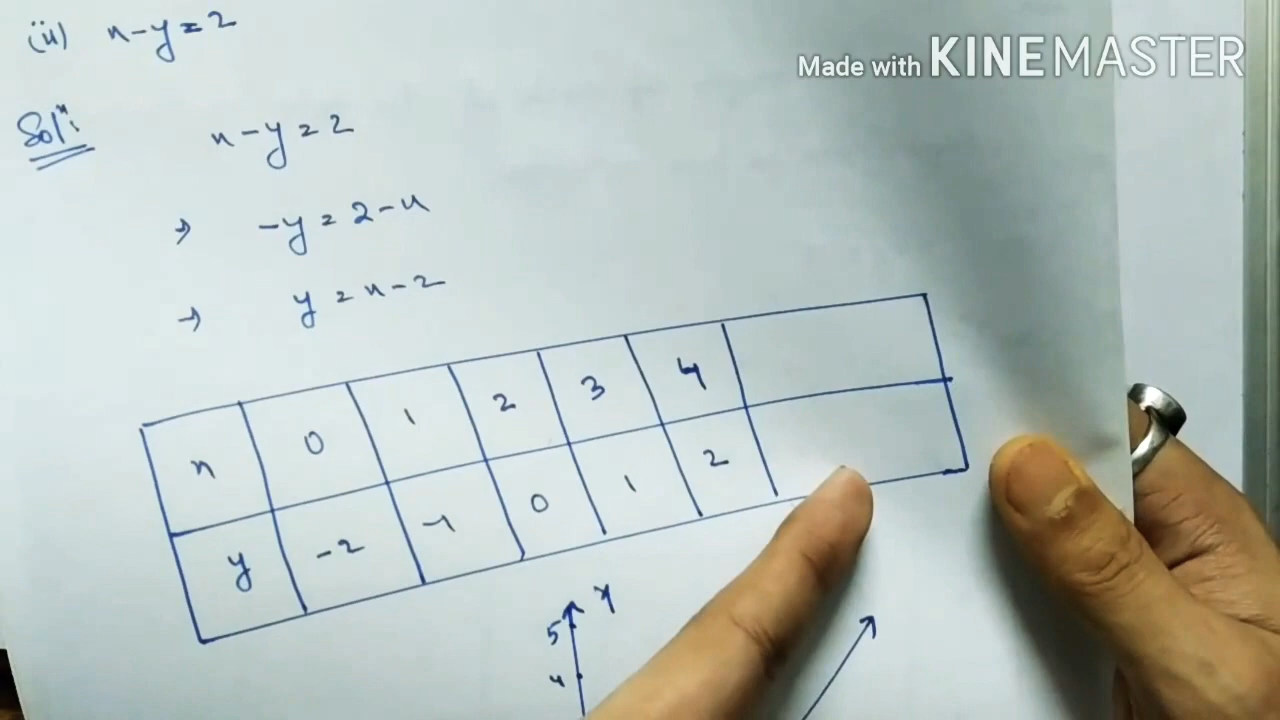 (ii) x-y=2
Made with KINEMASTER
Solⁿ:
x-y=2
→ -y=2-x
→ y=x-2
x 0 1 2 3 4
y -2 -1 0 1 2
Y
5
4